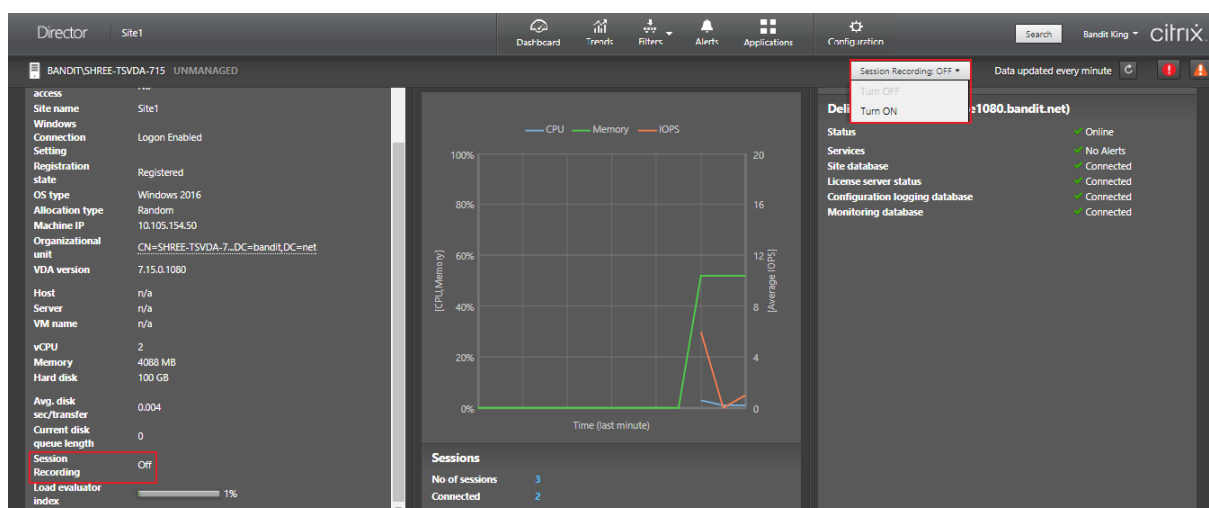 Director Site1 Dashboard Trends Filters Alerts Applications Configuration Search Bandit King citrix
BANDIT\SHREE-TSVDA-715 UNMANAGED
Session Recording: OFF
Data updated every minute
Turn OFF
Turn ON
access
Site name Site1
Windows
Connection
Setting
Logon Enabled
Registration
state
Registered
OS type Windows 2016
Allocation type Random
Machine IP 10.105.154.50
Organizational
unit
CN=SHREE-TSVDA-7...DC=bandit,DC=net
VDA version 7.15.0.1080
Host n/a
Server n/a
VM name n/a
vCPU 2
Memory 4088 MB
Hard disk 100 GB
Avg. disk
sec/transfer
0.004
Current disk
queue length
0
Session
Recording
Off
Load evaluator
index
1%
CPU Memory IOPS
100% 20
80% 16
60% 12
40% 8
20% 4
0% 0
[CPU,Memory]
[Average IOPS]
Time (last minute)
Sessions
No of sessions 3
Connected 2
Deli e1080.bandit.net)
Status Online
Services No Alerts
Site database Connected
License server status Connected
Configuration logging database Connected
Monitoring database Connected